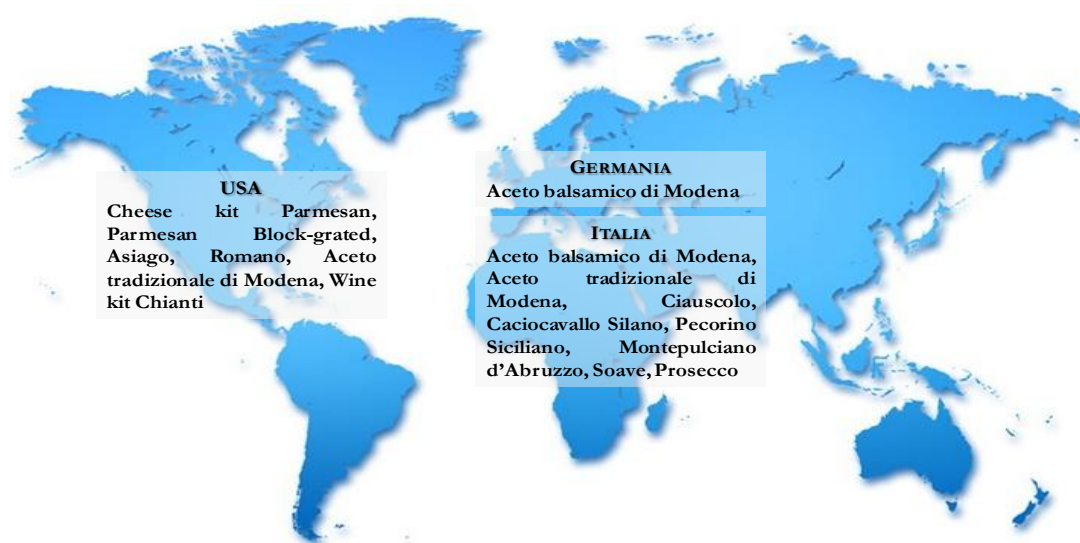 USA
Cheese kit Parmesan,
Parmesan Block-grated,
Asiago, Romano, Aceto
tradizionale di Modena, Wine
kit Chianti
GERMANIA
Aceto balsamico di Modena
ITALIA
Aceto balsamico di Modena,
Aceto tradizionale di
Modena, Ciauscolo,
Caciocavallo Silano, Pecorino
Siciliano, Montepulciano
d'Abruzzo, Soave, Prosecco